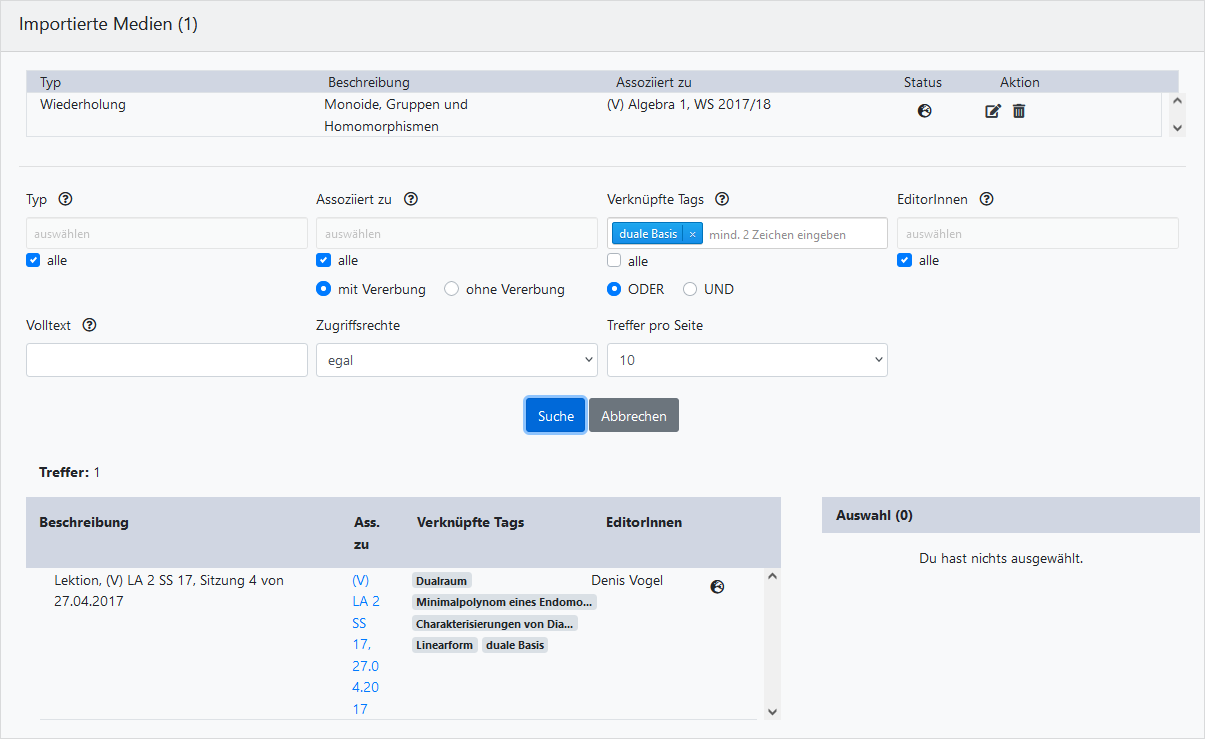 Importierte Medien (1)
Typ Beschreibung Assoziiert zu Status Aktion
Wiederholung Monoide, Gruppen und (V) Algebra 1, WS 2017/18
Homomorphismen
Typ Assoziiert zu Verknüpfte Tags EditorInnen
auswählen auswählen duale Basis × mind. 2 Zeichen eingeben auswählen
alle alle alle alle
mit Vererbung ohne Vererbung ODER UND
Volltext Zugriffsrechte Treffer pro Seite
egal 10
Suche Abbrechen
Treffer: 1
Beschreibung Ass. Verknüpfte Tags EditorInnen Auswahl (0)
zu
Du hast nichts ausgewählt.
Lektion, (V) LA 2 SS 17, Sitzung 4 von (V) Dualraum Denis Vogel
27.04.2017 LA 2 Minimalpolynom eines Endomo...
SS Charakterisierungen von Dia...
17, Linearform duale Basis
27.0
4.20
17